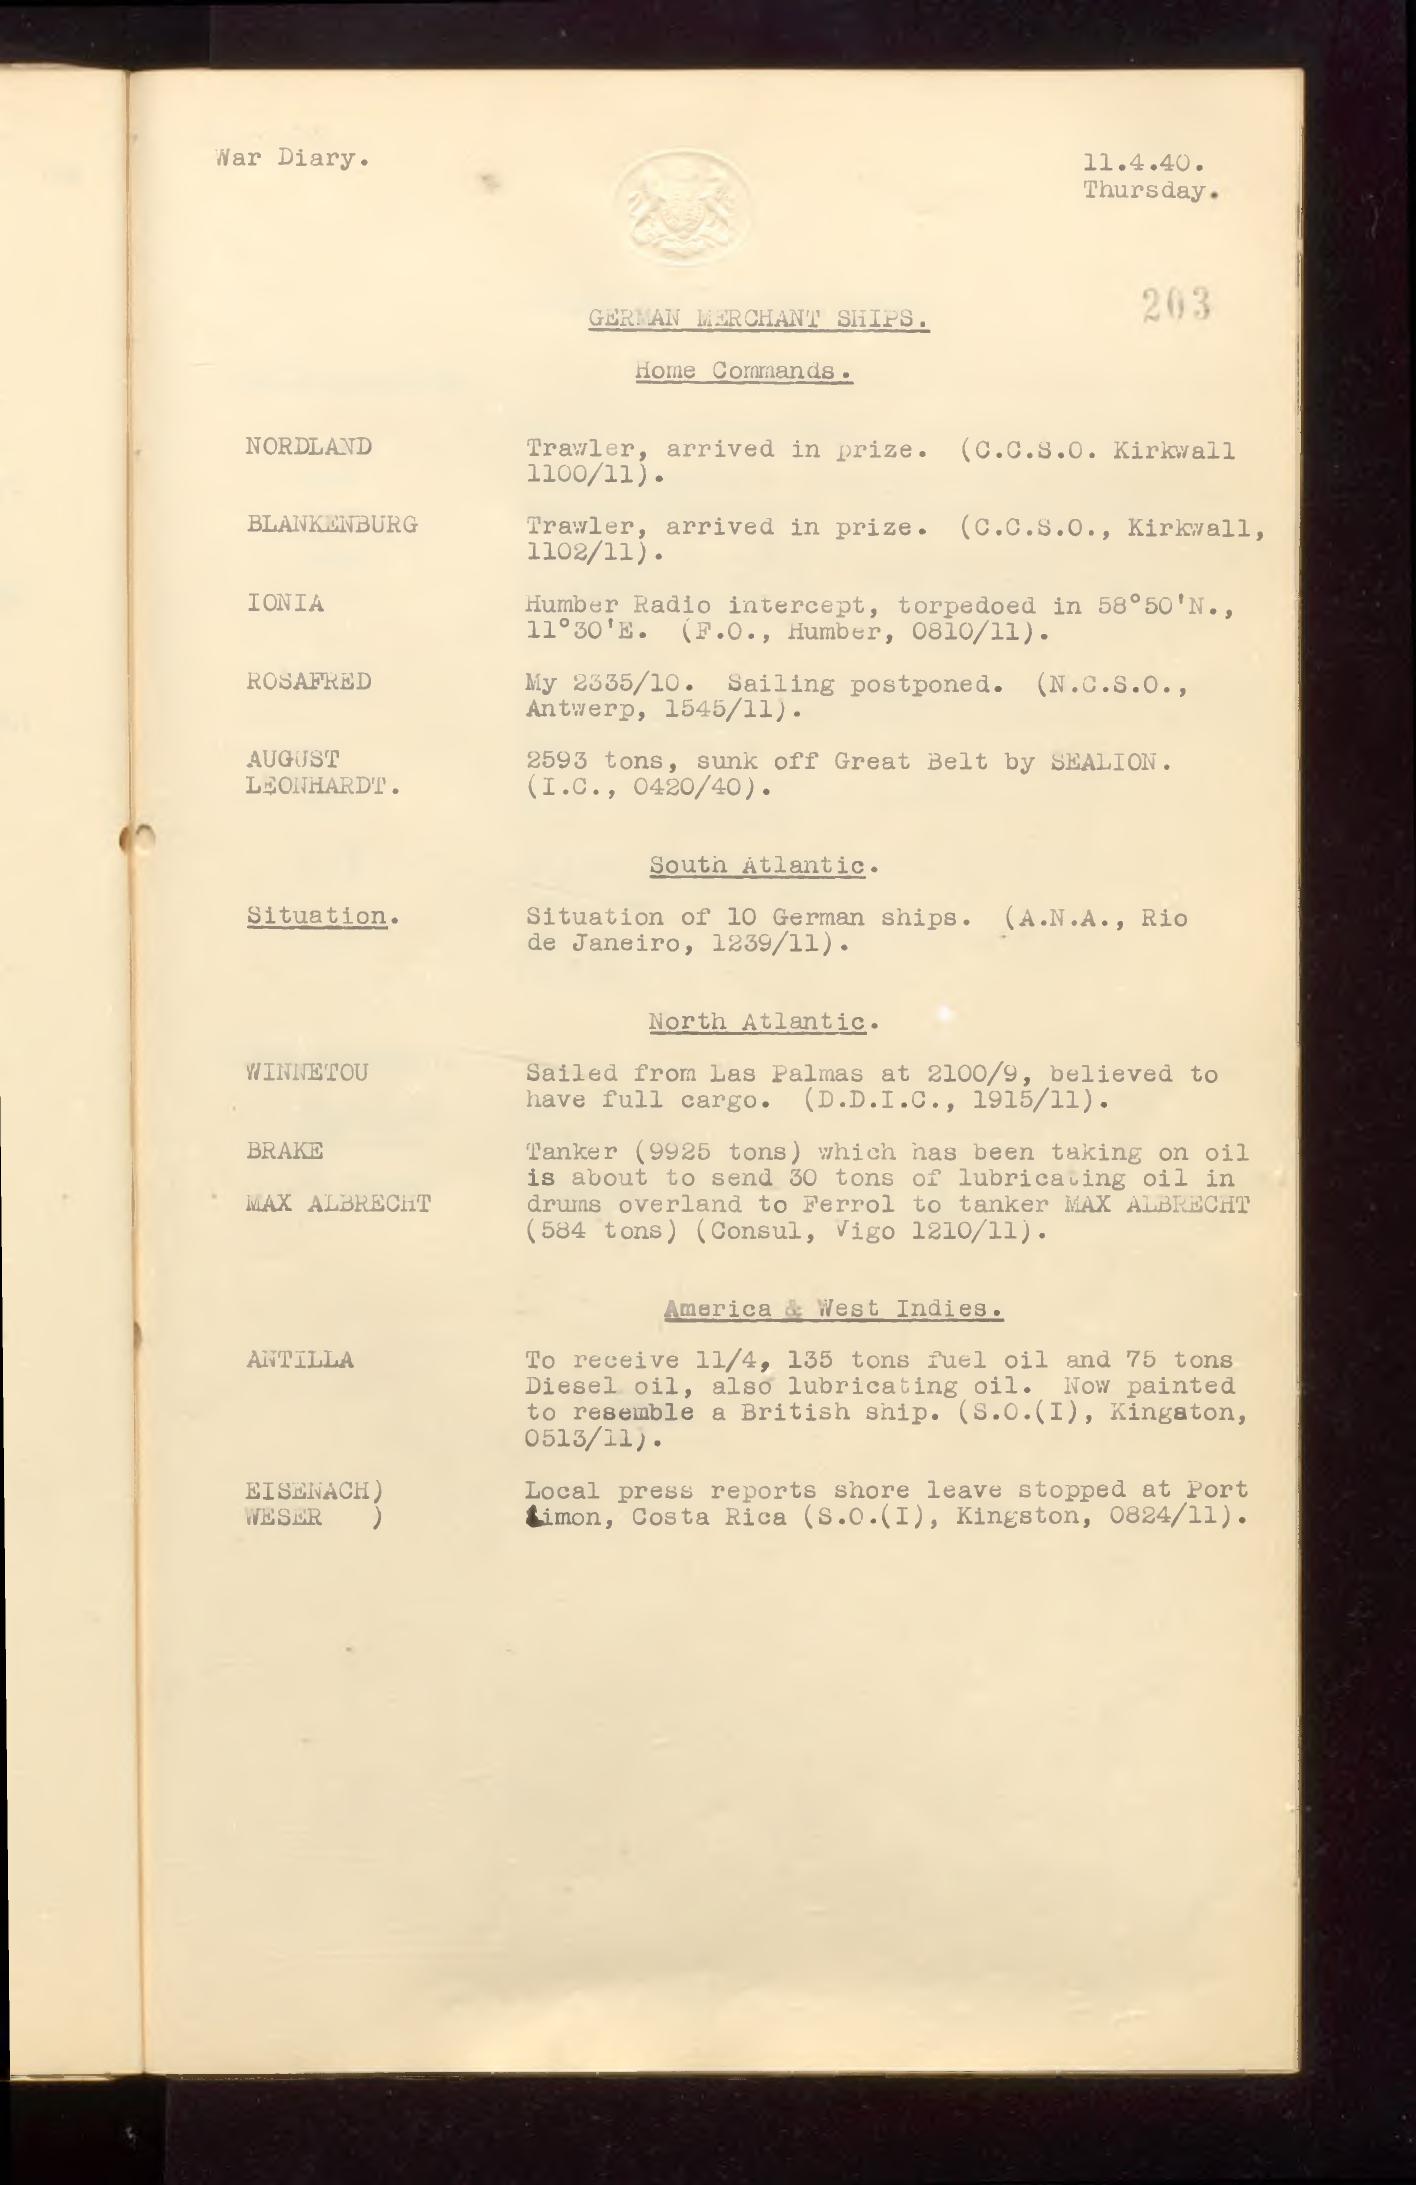 War Diary.
11.4.40.
Thursday.
203
GERMAN MERCHANT SHIPS.
Home Commands.
NORDLAND Trawler, arrived in prize. (C.C.S.O. Kirkwall
1100/11).
BLANKENBURG Trawler, arrived in prize. (C.C.S.O., Kirkwall,
1102/11).
IONIA Humber Radio intercept, torpedoed in 58°50'N.,
11°30'E. (F.O., Humber, 0810/11).
ROSAFRED My 2335/10. Sailing postponed. (N.C.S.O.,
Antwerp, 1545/11).
AUGUST 2593 tons, sunk off Great Belt by SEALION.
LEONHARDT. (I.C., 0420/40).
South Atlantic.
Situation. Situation of 10 German ships. (A.N.A., Rio
de Janeiro, 1239/11).
North Atlantic.
WINNETOU Sailed from Las Palmas at 2100/9, believed to
have full cargo. (D.D.I.C., 1915/11).
BRAKE Tanker (9925 tons) which has been taking on oil
is about to send 30 tons of lubricating oil in
MAX ALBRECHT drums overland to Ferrol to tanker MAX ALBRECHT
(584 tons) (Consul, Vigo 1210/11).
America & West Indies.
ANTILLA To receive 11/4, 135 tons fuel oil and 75 tons
Diesel oil, also lubricating oil. Now painted
to resemble a British ship. (S.O.(I), Kingston,
0513/11).
EISENACH) Local press reports shore leave stopped at Port
WESER ) Limon, Costa Rica (S.O.(I), Kingston, 0824/11).